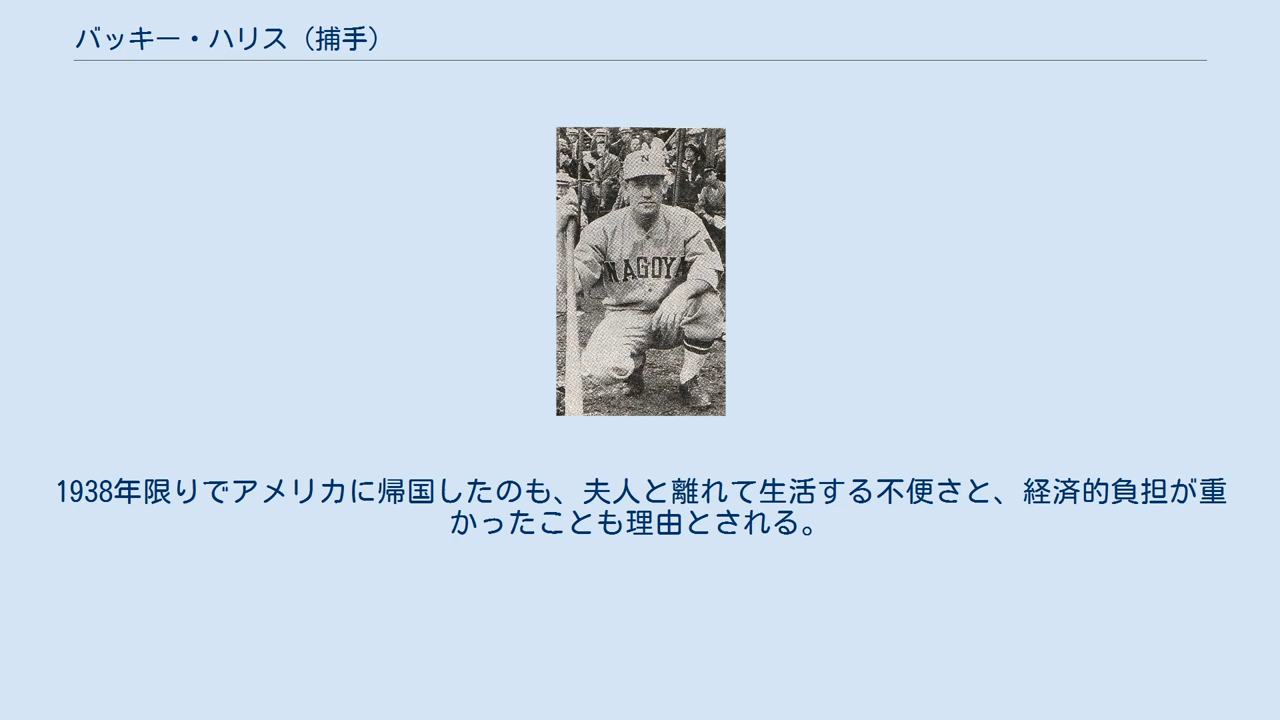 バッキー・ハリス（捕手）
N
NAGOYA
1938年限りでアメリカに帰国したのも、夫人と離れて生活する不便さと、経済的負担が重
かったことも理由とされる。